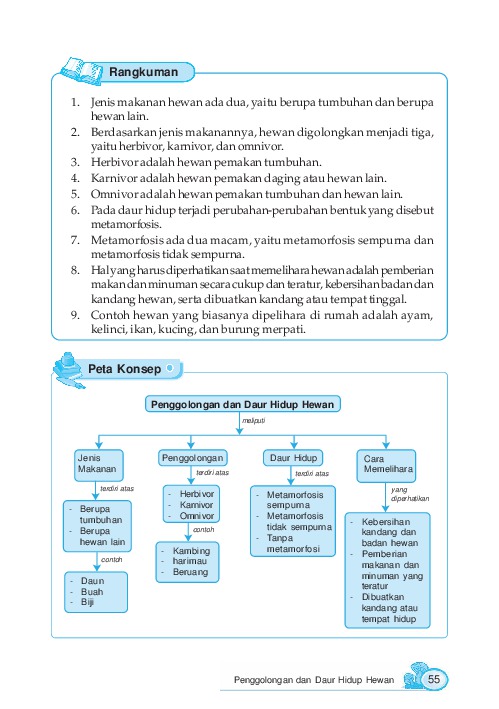 Rangkuman
1. Jenis makanan hewan ada dua, yaitu berupa tumbuhan dan berupa
hewan lain.
2. Berdasarkan jenis makanannya, hewan digolongkan menjadi tiga,
yaitu herbivor, karnivor, dan omnivor.
3. Herbivor adalah hewan pemakan tumbuhan.
4. Karnivor adalah hewan pemakan daging atau hewan lain.
5. Omnivor adalah hewan pemakan tumbuhan dan hewan lain.
6. Pada daur hidup terjadi perubahan-perubahan bentuk yang disebut
metamorfosis.
7. Metamorfosis ada dua macam, yaitu metamorfosis sempurna dan
metamorfosis tidak sempurna.
8. Hal yang harus diperhatikan saat memelihara hewan adalah pemberian
makan dan minuman secara cukup dan teratur, kebersihan badan dan
kandang hewan, serta dibuatkan kandang atau tempat tinggal.
9. Contoh hewan yang biasanya dipelihara di rumah adalah ayam,
kelinci, ikan, kucing, dan burung merpati.
Peta Konsep
Penggolongan dan Daur Hidup Hewan
meliputi
Jenis
Makanan
terdiri atas
- Berupa
tumbuhan
- Berupa
hewan lain
contoh
- Daun
- Buah
- Biji
Penggolongan
terdiri atas
- Herbivor
- Karnivor
- Omnivor
contoh
- Kambing
- harimau
- Beruang
Daur Hidup
terdiri atas
- Metamorfosis
sempurna
- Metamorfosis
tidak sempurna
- Tanpa
metamorfosi
Cara
Memelihara
yang
diperhatikan
- Kebersihan
kandang dan
badan hewan
- Pemberian
makanan dan
minuman yang
teratur
- Dibuatkan
kandang atau
tempat hidup
Penggolongan dan Daur Hidup Hewan 55